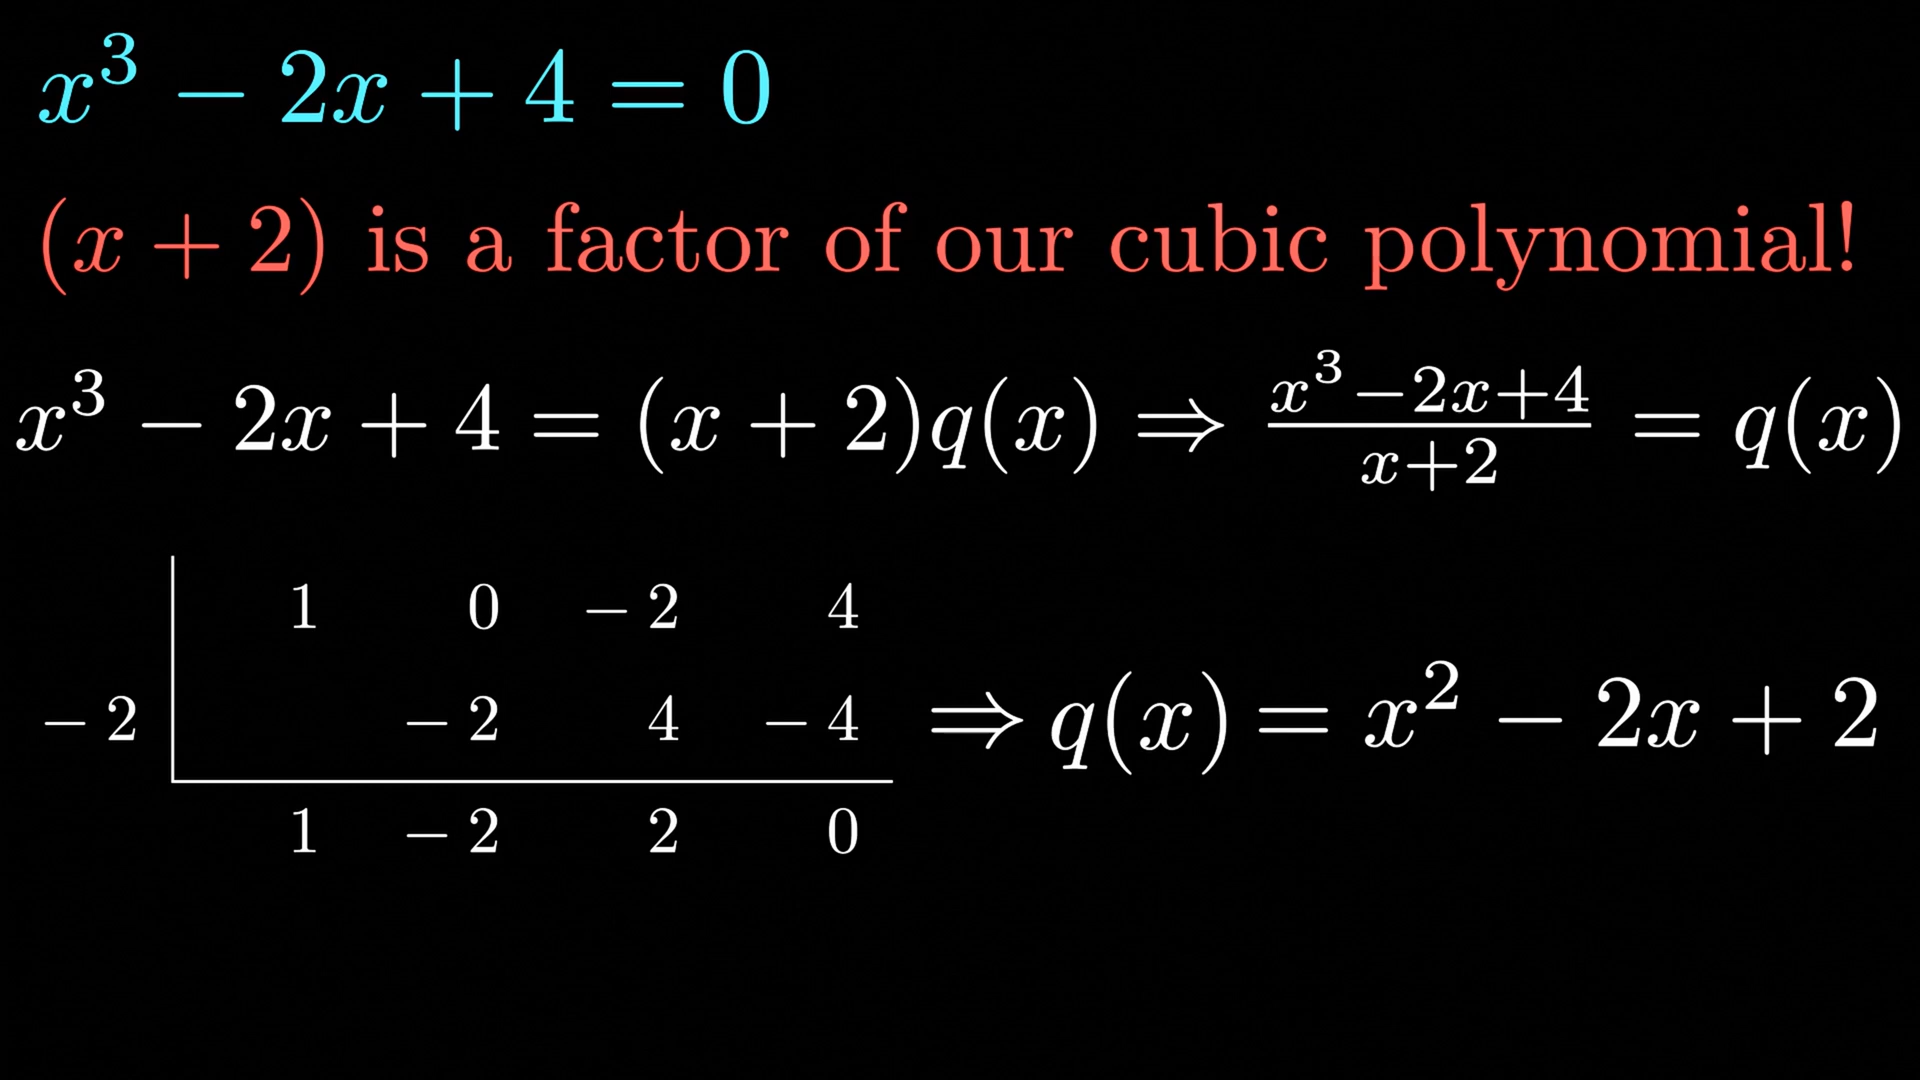 x³ − 2x + 4 = 0
(x + 2) is a factor of our cubic polynomial!
x³ − 2x + 4 = (x + 2)q(x) ⇒ \frac{x³−2x+4}{x+2} = q(x)
1 0 −2 4
−2 −2 4 −4 ⇒ q(x) = x² − 2x + 2
1 −2 2 0